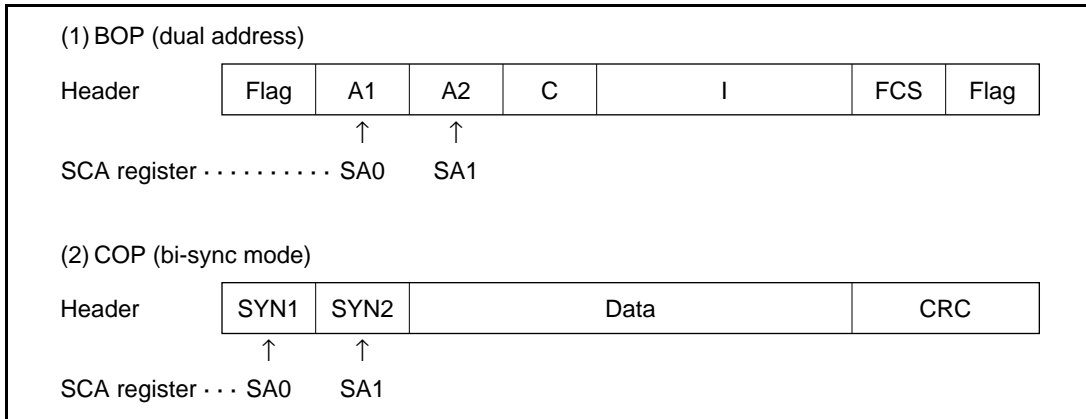 (1) BOP (dual address)
Header Flag A1 A2 C I FCS Flag
↑ ↑
SCA register · · · · · · · · · · SA0 SA1
(2) COP (bi-sync mode)
Header SYN1 SYN2 Data CRC
↑ ↑
SCA register · · · SA0 SA1